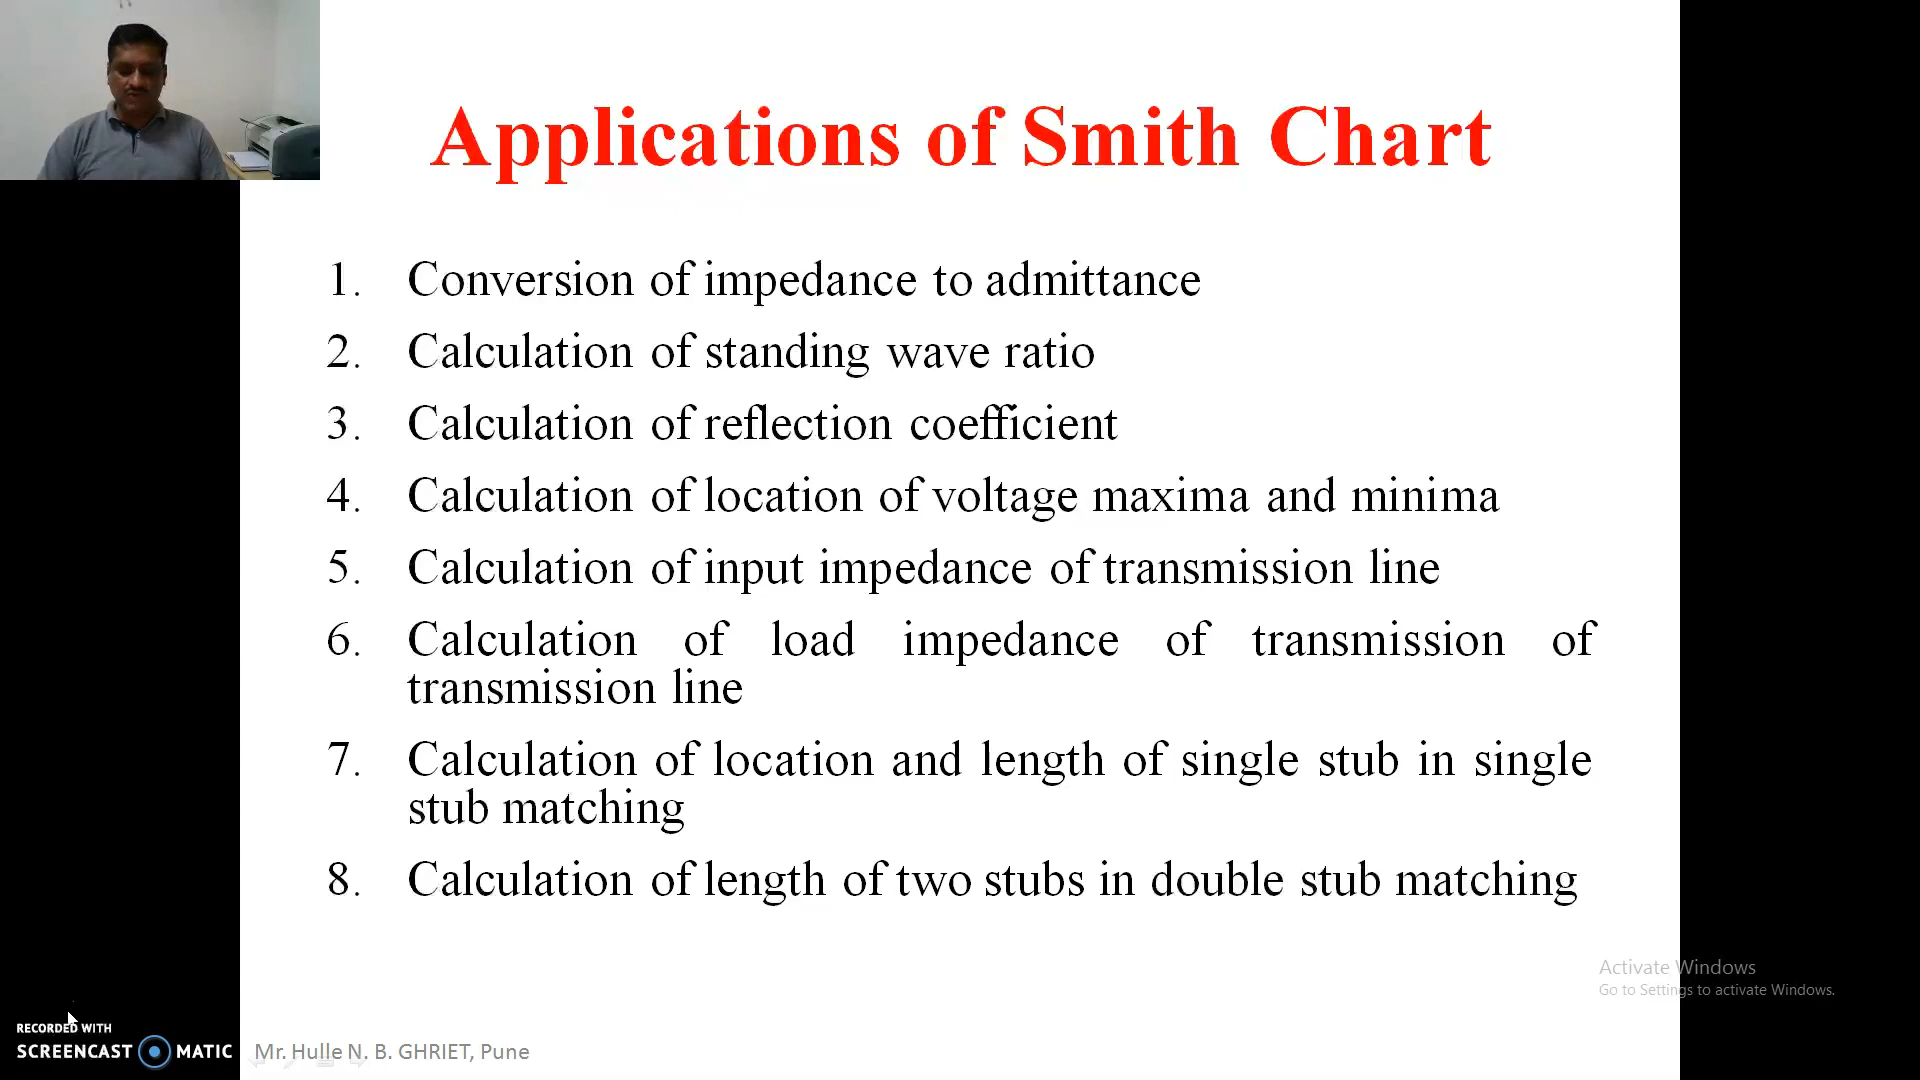 Applications of Smith Chart
1. Conversion of impedance to admittance
2. Calculation of standing wave ratio
3. Calculation of reflection coefficient
4. Calculation of location of voltage maxima and minima
5. Calculation of input impedance of transmission line
6. Calculation of load impedance of transmission of
transmission line
7. Calculation of location and length of single stub in single
stub matching
8. Calculation of length of two stubs in double stub matching
Activate Windows
Go to Settings to activate Windows.
RECORDED WITH
SCREENCAST MATIC
Mr. Hulle N. B. GHRIET, Pune